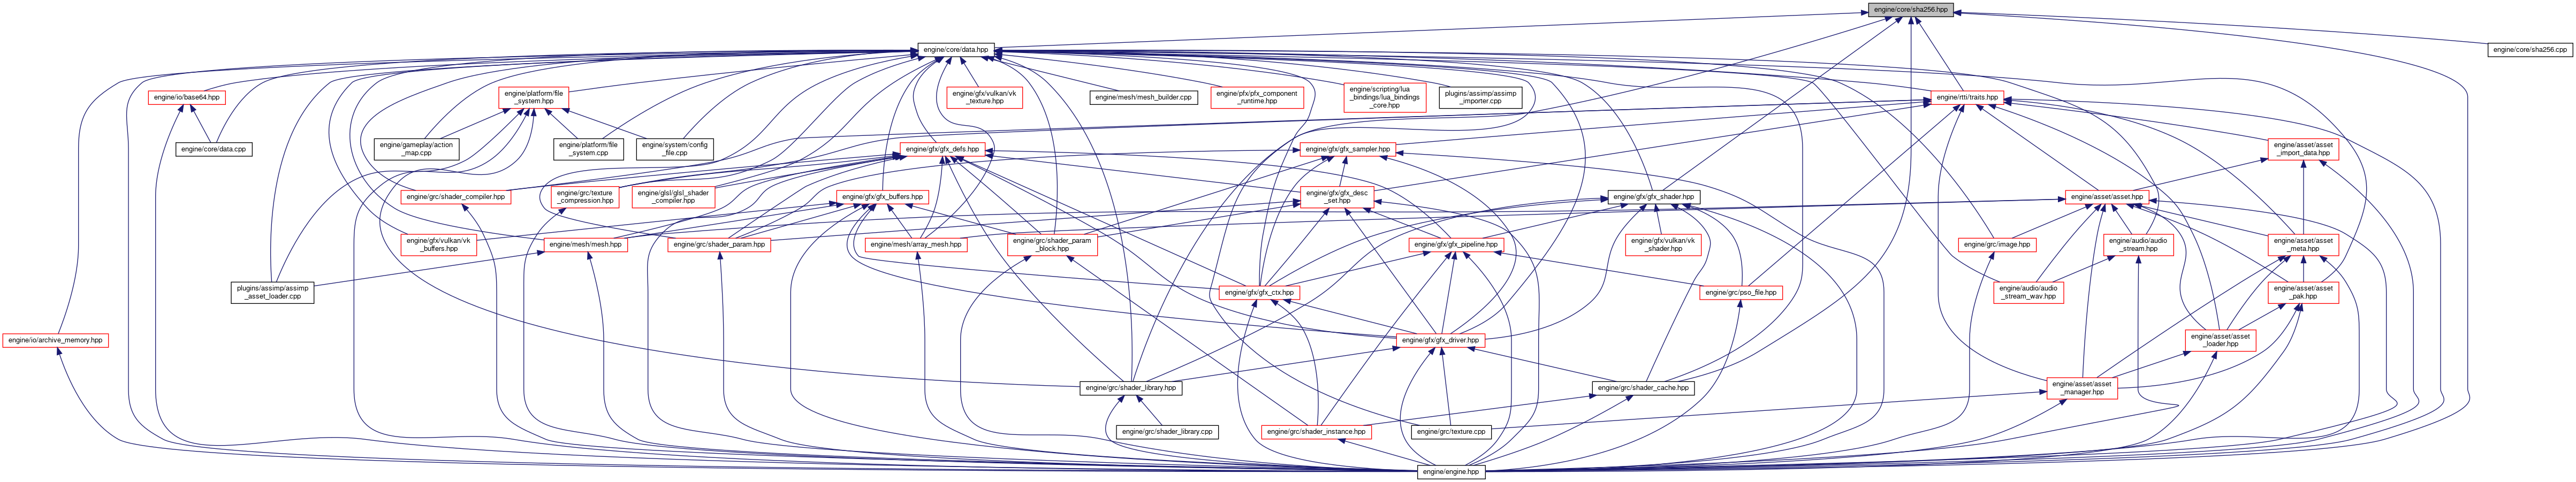 engine/core/sha256.hpp
engine/core/data.hpp
engine/core/sha256.cpp
engine/io/base64.hpp
engine/platform/file
_system.hpp
engine/gfx/vulkan/vk
_texture.hpp
engine/mesh/mesh_builder.cpp
engine/pfx/pfx_component
_runtime.hpp
engine/scripting/lua
_bindings/lua_bindings
_core.hpp
plugins/assimp/assimp
_importer.cpp
engine/rtti/traits.hpp
engine/core/data.cpp
engine/gameplay/action
_map.cpp
engine/platform/file
_system.cpp
engine/system/config
_file.cpp
engine/gfx/gfx_defs.hpp
engine/gfx/gfx_sampler.hpp
engine/asset/asset
_import_data.hpp
engine/grc/shader_compiler.hpp
engine/grc/texture
_compression.hpp
engine/glsl/glsl_shader
_compiler.hpp
engine/gfx/gfx_buffers.hpp
engine/gfx/gfx_desc
_set.hpp
engine/gfx/gfx_shader.hpp
engine/asset/asset.hpp
engine/gfx/vulkan/vk
_buffers.hpp
engine/mesh/mesh.hpp
engine/grc/shader_param.hpp
engine/mesh/array_mesh.hpp
engine/grc/shader_param
_block.hpp
engine/gfx/gfx_pipeline.hpp
engine/gfx/vulkan/vk
_shader.hpp
engine/grc/image.hpp
engine/audio/audio
_stream.hpp
engine/asset/asset
_meta.hpp
plugins/assimp/assimp
_asset_loader.cpp
engine/gfx/gfx_ctx.hpp
engine/grc/pso_file.hpp
engine/audio/audio
_stream_wav.hpp
engine/asset/asset
_pak.hpp
engine/io/archive_memory.hpp
engine/gfx/gfx_driver.hpp
engine/asset/asset
_loader.hpp
engine/grc/shader_library.hpp
engine/grc/shader_cache.hpp
engine/asset/asset
_manager.hpp
engine/grc/shader_library.cpp
engine/grc/shader_instance.hpp
engine/grc/texture.cpp
engine/engine.hpp